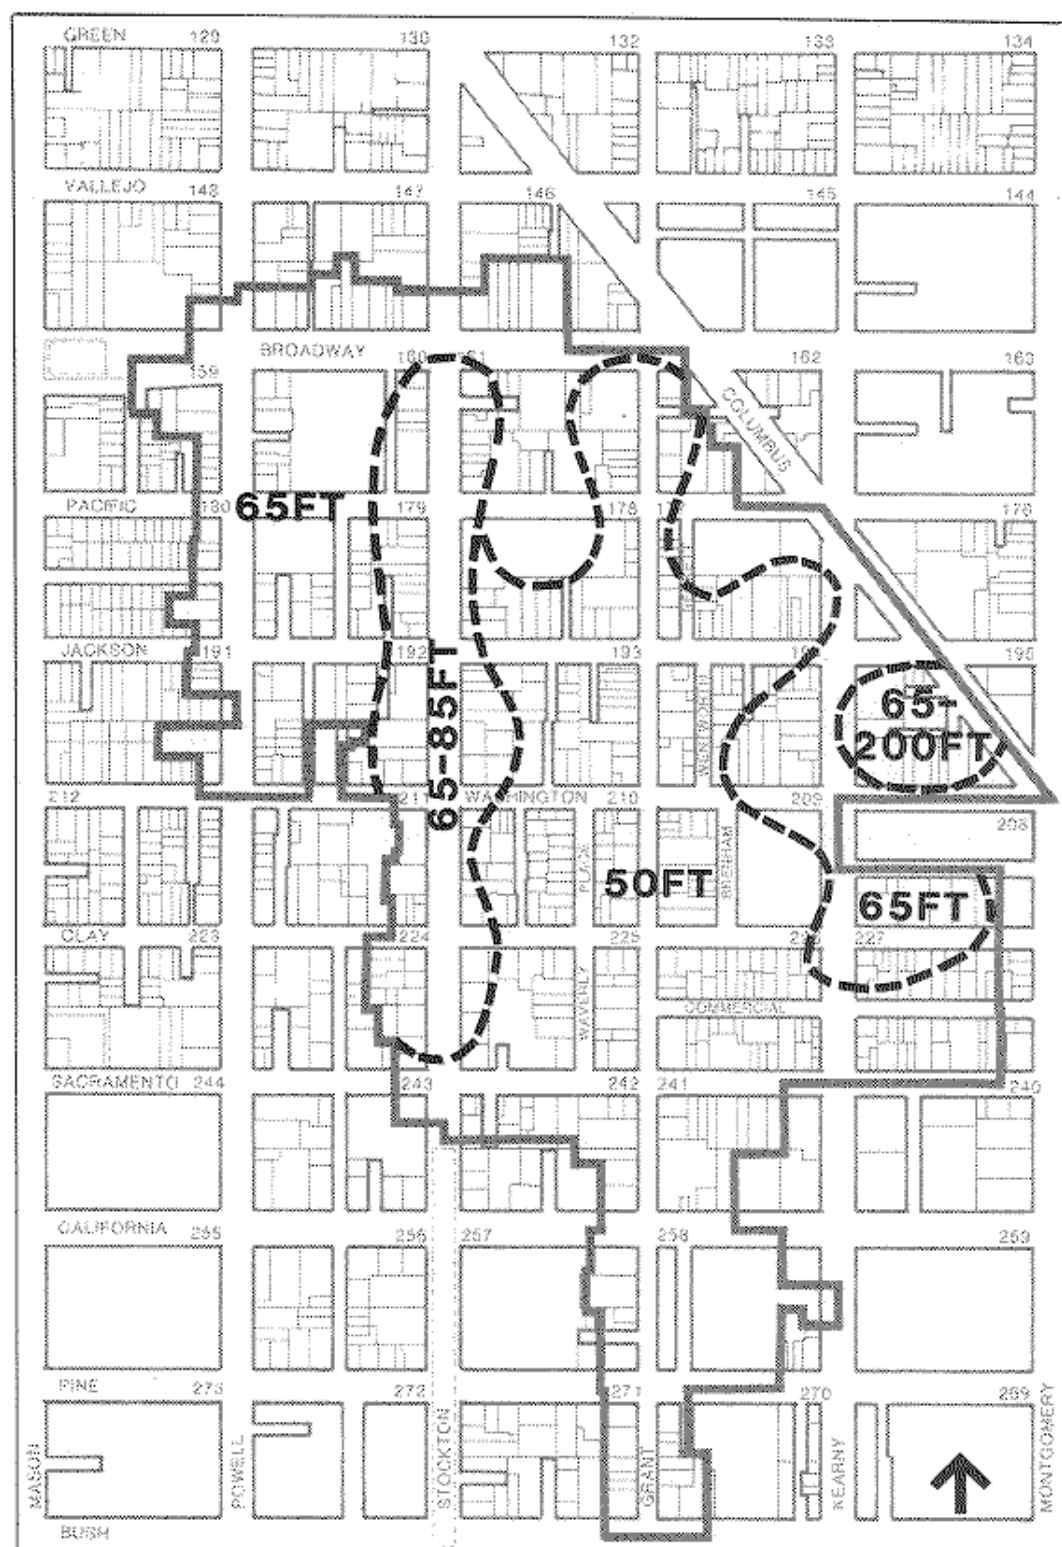 GREEN 129 130 132 133 134
VALLEJO 148 147 146 145 144
BROADWAY 160 161 162 163
159
COLUMBUS
65FT
PACIFIC 180 179 178 176
JACKSON 191 192 193 195
65-85FT
65-
200FT
WENTWORTH
212 211 WASHINGTON 210 209 208
PLACE
BECKENHAM
50FT
65FT
CLAY 223 224 225 226 227
WAVERLY
COMMERCIAL
SACRAMENTO 244 243 242 241 240
CALIFORNIA 255 256 257 258 259
PINE 273 272 271 270 269
MASON
POWELL
STOCKTON
GRANT
KEARNY
MONTGOMERY
BUSH